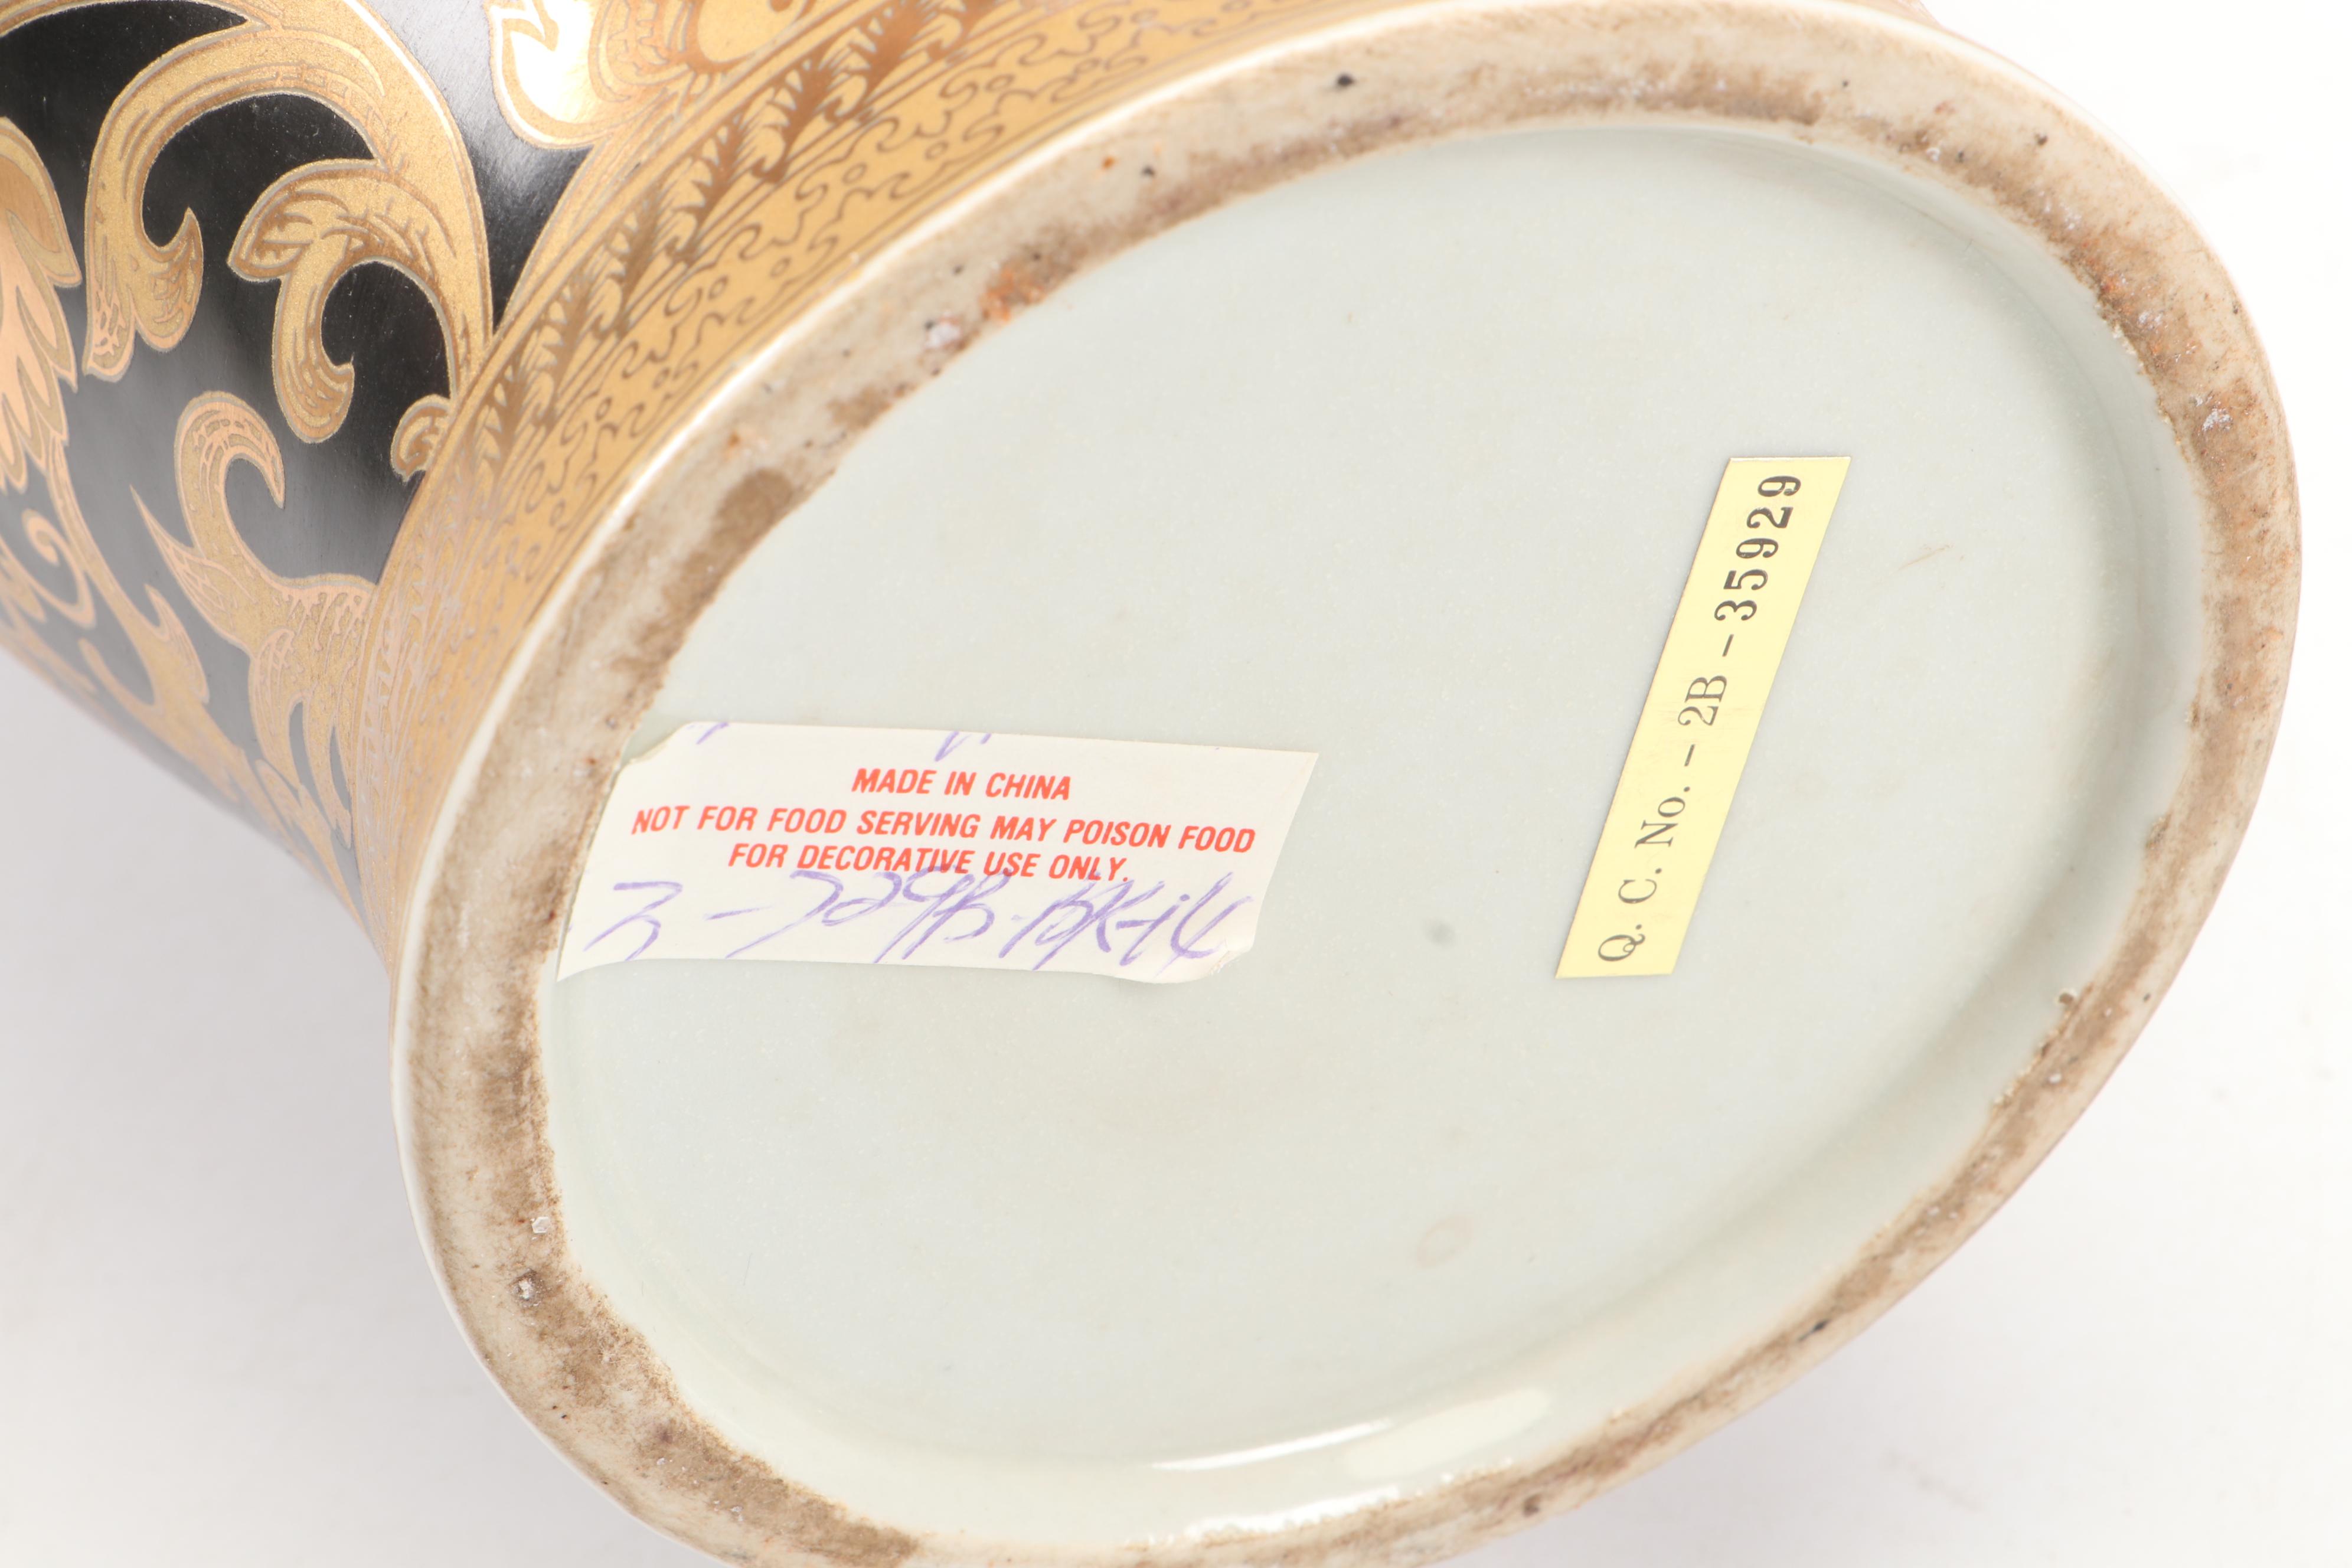 MADE IN CHINA
NOT FOR FOOD SERVING MAY POISON FOOD
FOR DECORATIVE USE ONLY.
Q. C. No. - 2B - 35929